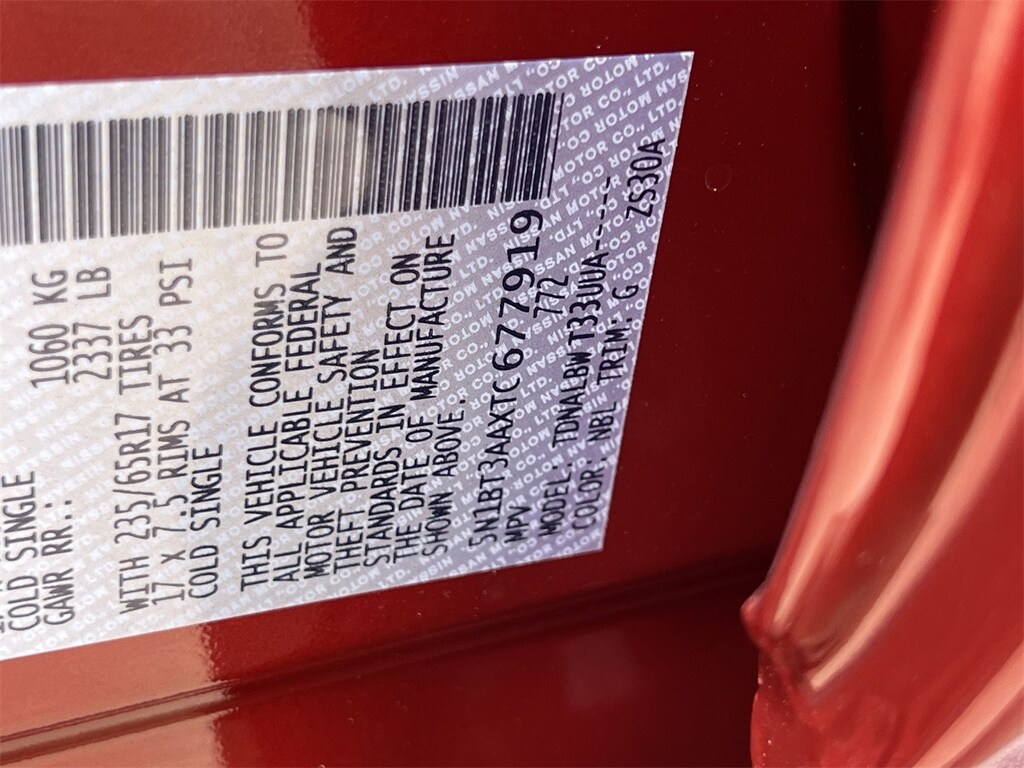 COLD SINGLE
GAWR RR.: 1060 KG
2337 LB
WITH 235/65R17 TIRES
17 x 7.5 RIMS AT 33 PSI
COLD SINGLE
THIS VEHICLE CONFORMS TO
ALL APPLICABLE FEDERAL
MOTOR VEHICLE SAFETY AND
THEFT PREVENTION
STANDARDS IN EFFECT ON
THE DATE OF MANUFACTURE
SHOWN ABOVE
5N1BT3AAXTC677919
MPV 772
MODEL: TDNALBWT33UUA-----
COLOR NBL TRIM G ZS30A